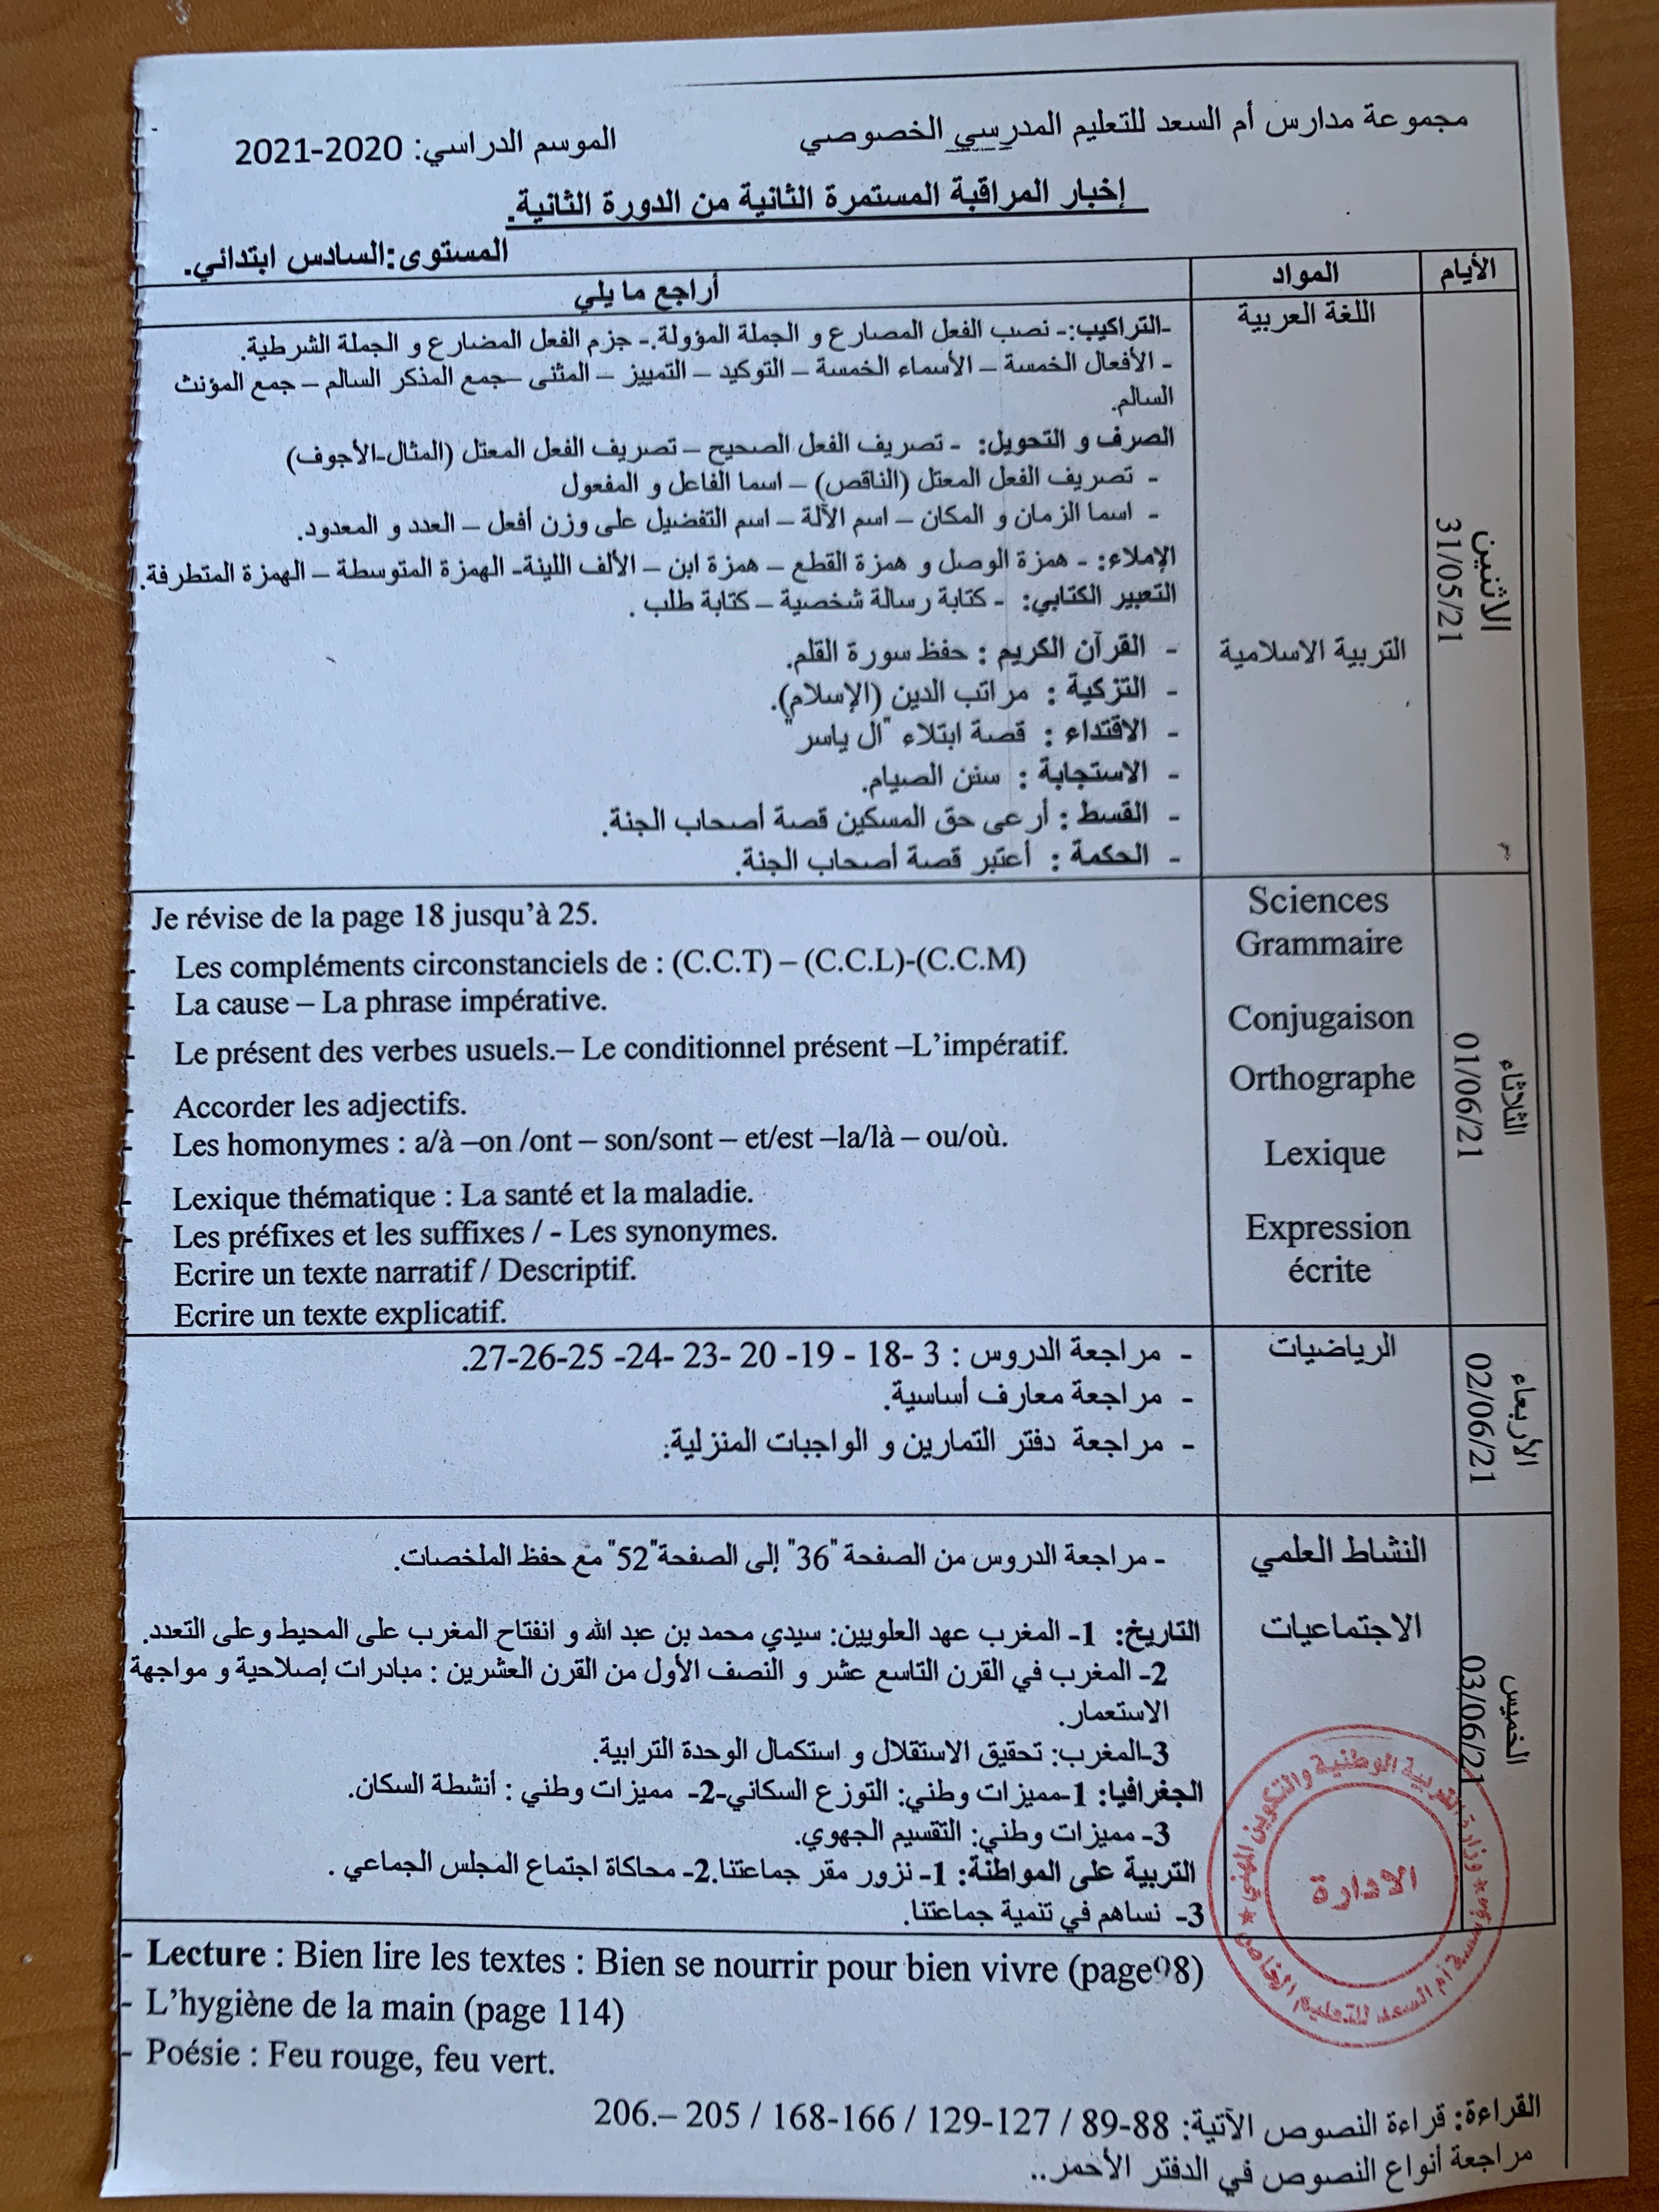 مجموعة مدارس أم السعد للتعليم المدرسي الخصوصي
الموسم الدراسي: 2020-2021
إخبار المراقبة المستمرة الثانية من الدورة الثانية.
المستوى:السادس ابتدائي.
الأيام
المواد
أراجع ما يلي
الاثنين
31/05/21
اللغة العربية
-التراكيب:- نصب الفعل المصارع و الجملة المؤولة.- جزم الفعل المضارع و الجملة الشرطية.
- الأفعال الخمسة – الأسماء الخمسة – التوكيد – التمييز – المثنى –جمع المذكر السالم – جمع المؤنث
السالم.
الصرف و التحويل: - تصريف الفعل الصحيح – تصريف الفعل المعتل (المثال-الأجوف)
- تصريف الفعل المعتل (الناقص) – اسما الفاعل و المفعول
- اسما الزمان و المكان – اسم الآلة – اسم التفضيل على وزن أفعل – العدد و المعدود.
الإملاء: - همزة الوصل و همزة القطع – همزة ابن – الألف اللينة- الهمزة المتوسطة – الهمزة المتطرفة.
التعبير الكتابي: - كتابة رسالة شخصية – كتابة طلب .
التربية الاسلامية
- القرآن الكريم : حفظ سورة القلم.
- التزكية : مراتب الدين (الإسلام).
- الاقتداء : قصة ابتلاء "ال ياسر"
- الاستجابة : سنن الصيام.
- القسط : أرعى حق المسكين قصة أصحاب الجنة.
- الحكمة : أعتبر قصة أصحاب الجنة.
الثلاثاء
01/06/21
Sciences
Grammaire
Conjugaison
Orthographe
Lexique
Expression
écrite
Je révise de la page 18 jusqu’à 25.
- Les compléments circonstanciels de : (C.C.T) – (C.C.L)-(C.C.M)
- La cause – La phrase impérative.
- Le présent des verbes usuels.– Le conditionnel présent –L’impératif.
- Accorder les adjectifs.
- Les homonymes : a/à –on /ont – son/sont – et/est –la/là – ou/où.
- Lexique thématique : La santé et la maladie.
- Les préfixes et les suffixes / - Les synonymes.
- Ecrire un texte narratif / Descriptif.
Ecrire un texte explicatif.
الأربعاء
02/06/21
الرياضيات
- مراجعة الدروس : 3 -18 - 19- 20 -23 -24- 25-26-27.
- مراجعة معارف أساسية.
- مراجعة دفتر التمارين و الواجبات المنزلية.
الخميس
03/06/21
النشاط العلمي
- مراجعة الدروس من الصفحة "36" إلى الصفحة"52" مع حفظ الملخصات.
الاجتماعيات
التاريخ: 1- المغرب عهد العلويين: سيدي محمد بن عبد الله و انفتاح المغرب على المحيط وعلى التعدد.
2- المغرب في القرن التاسع عشر و النصف الأول من القرن العشرين : مبادرات إصلاحية و مواجهة
الاستعمار.
3-المغرب: تحقيق الاستقلال و استكمال الوحدة الترابية.
الجغرافيا: 1-مميزات وطني: التوزع السكاني-2- مميزات وطني : أنشطة السكان.
3- مميزات وطني: التقسيم الجهوي.
التربية على المواطنة: 1- نزور مقر جماعتنا.2- محاكاة اجتماع المجلس الجماعي .
3- نساهم في تنمية جماعتنا.
وزارة التربية الوطنية والتكوين المهني
الادارة
مؤسسة أم السعد للتعليم الخاص
- Lecture : Bien lire les textes : Bien se nourrir pour bien vivre (page98)
- L’hygiène de la main (page 114)
- Poésie : Feu rouge, feu vert.
القراءة: قراءة النصوص الآتية: 88-89 / 127-129 / 166-168 / 205 –206.
مراجعة أنواع النصوص في الدفتر الأحمر..